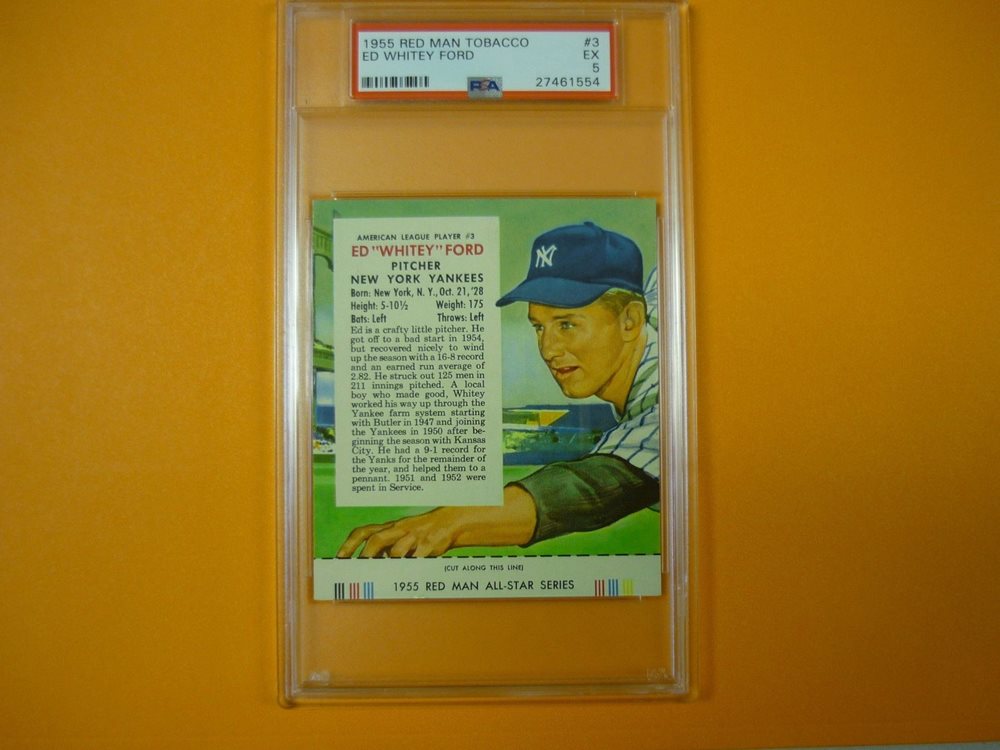 1955 RED MAN TOBACCO #3
ED WHITEY FORD EX
5
PSA 27461554
AMERICAN LEAGUE PLAYER #3
ED "WHITEY" FORD
PITCHER
NEW YORK YANKEES
Born: New York, N. Y., Oct. 21, '28
Height: 5-10½ Weight: 175
Bats: Left Throws: Left
Ed is a crafty little pitcher. He
got off to a bad start in 1954,
but recovered nicely to wind
up the season with a 16-8 record
and an earned run average of
2.82. He struck out 125 men in
211 innings pitched. A local
boy who made good, Whitey
worked his way up through the
Yankee farm system starting
with Butler in 1947 and joining
the Yankees in 1950 after be-
ginning the season with Kansas
City. He had a 9-1 record for
the Yanks for the remainder of
the year, and helped them to a
pennant. 1951 and 1952 were
spent in Service.
NY
(CUT ALONG THIS LINE)
1955 RED MAN ALL-STAR SERIES